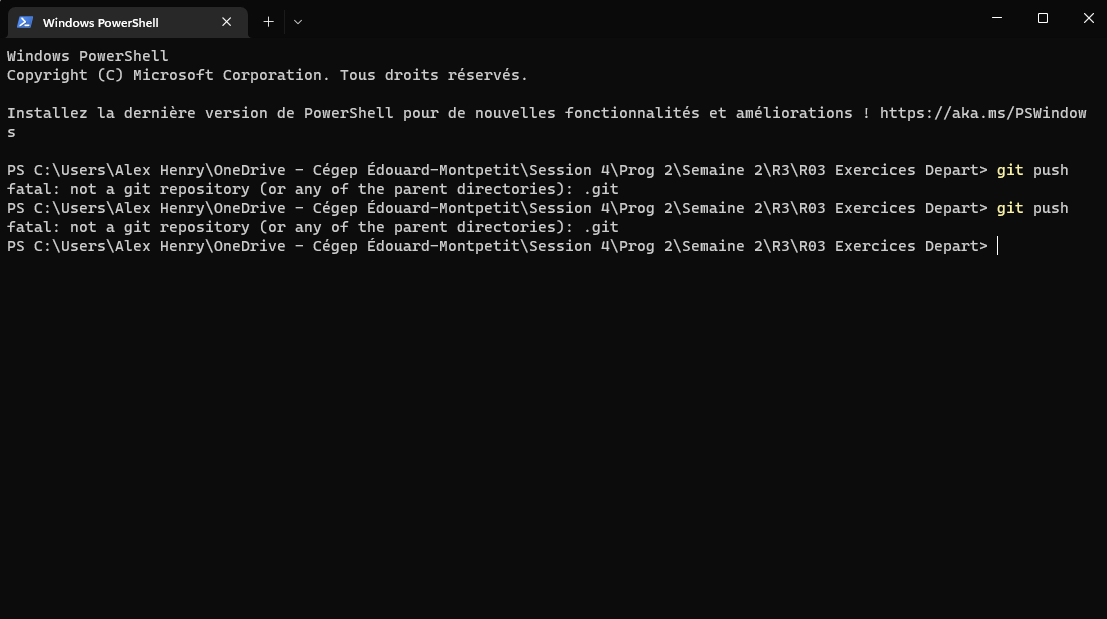 Windows PowerShell
Windows PowerShell
Copyright (C) Microsoft Corporation. Tous droits réservés.
Installez la dernière version de PowerShell pour de nouvelles fonctionnalités et améliorations ! https://aka.ms/PSWindow
s
PS C:\Users\Alex Henry\OneDrive - Cégep Édouard-Montpetit\Session 4\Prog 2\Semaine 2\R3\R03 Exercices Depart> git push
fatal: not a git repository (or any of the parent directories): .git
PS C:\Users\Alex Henry\OneDrive - Cégep Édouard-Montpetit\Session 4\Prog 2\Semaine 2\R3\R03 Exercices Depart> git push
fatal: not a git repository (or any of the parent directories): .git
PS C:\Users\Alex Henry\OneDrive - Cégep Édouard-Montpetit\Session 4\Prog 2\Semaine 2\R3\R03 Exercices Depart>